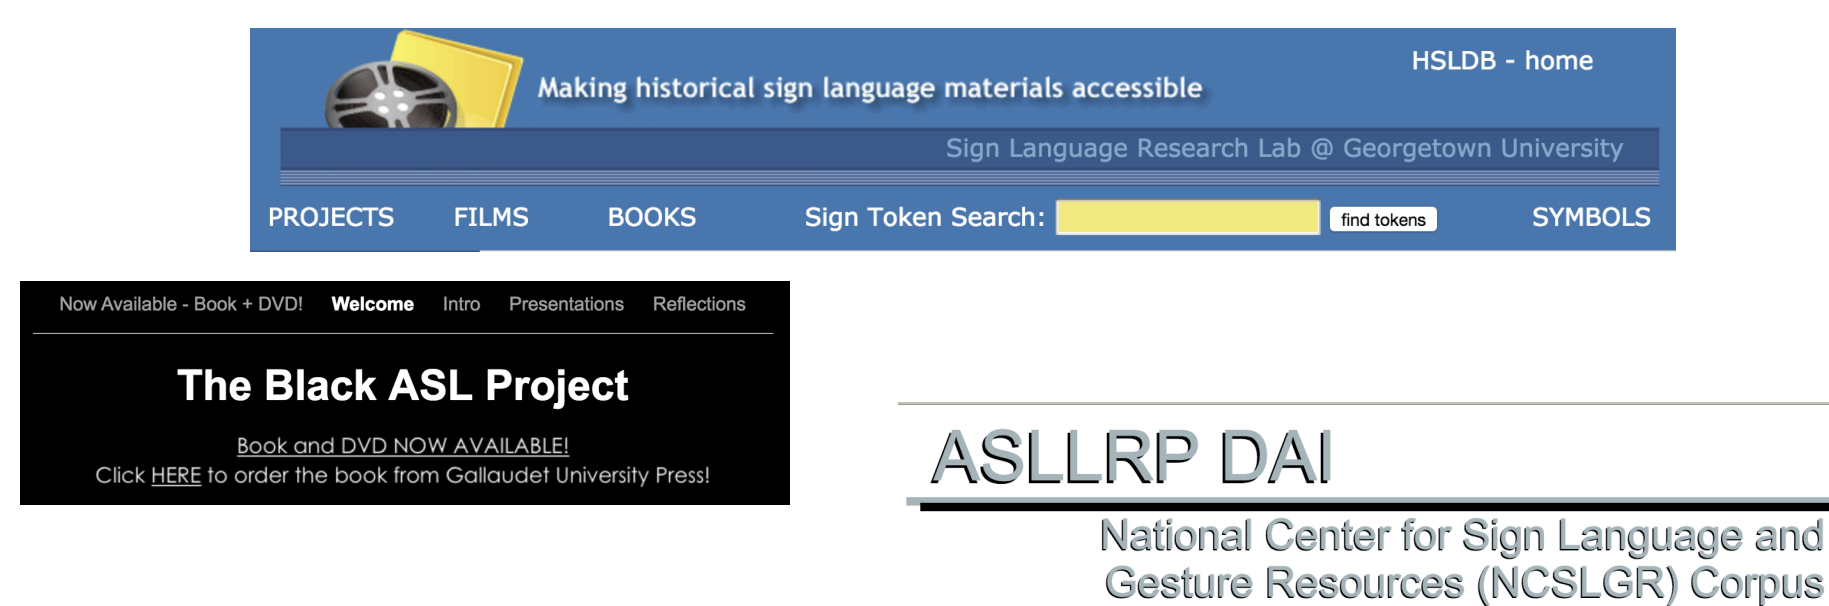 HSLDB - home
Making historical sign language materials accessible
Sign Language Research Lab @ Georgetown University
PROJECTS FILMS BOOKS Sign Token Search: find tokens SYMBOLS
Now Available - Book + DVD! Welcome Intro Presentations Reflections
The Black ASL Project
Book and DVD NOW AVAILABLE!
Click HERE to order the book from Gallaudet University Press!
ASLLRP DAI
National Center for Sign Language and
Gesture Resources (NCSLGR) Corpus